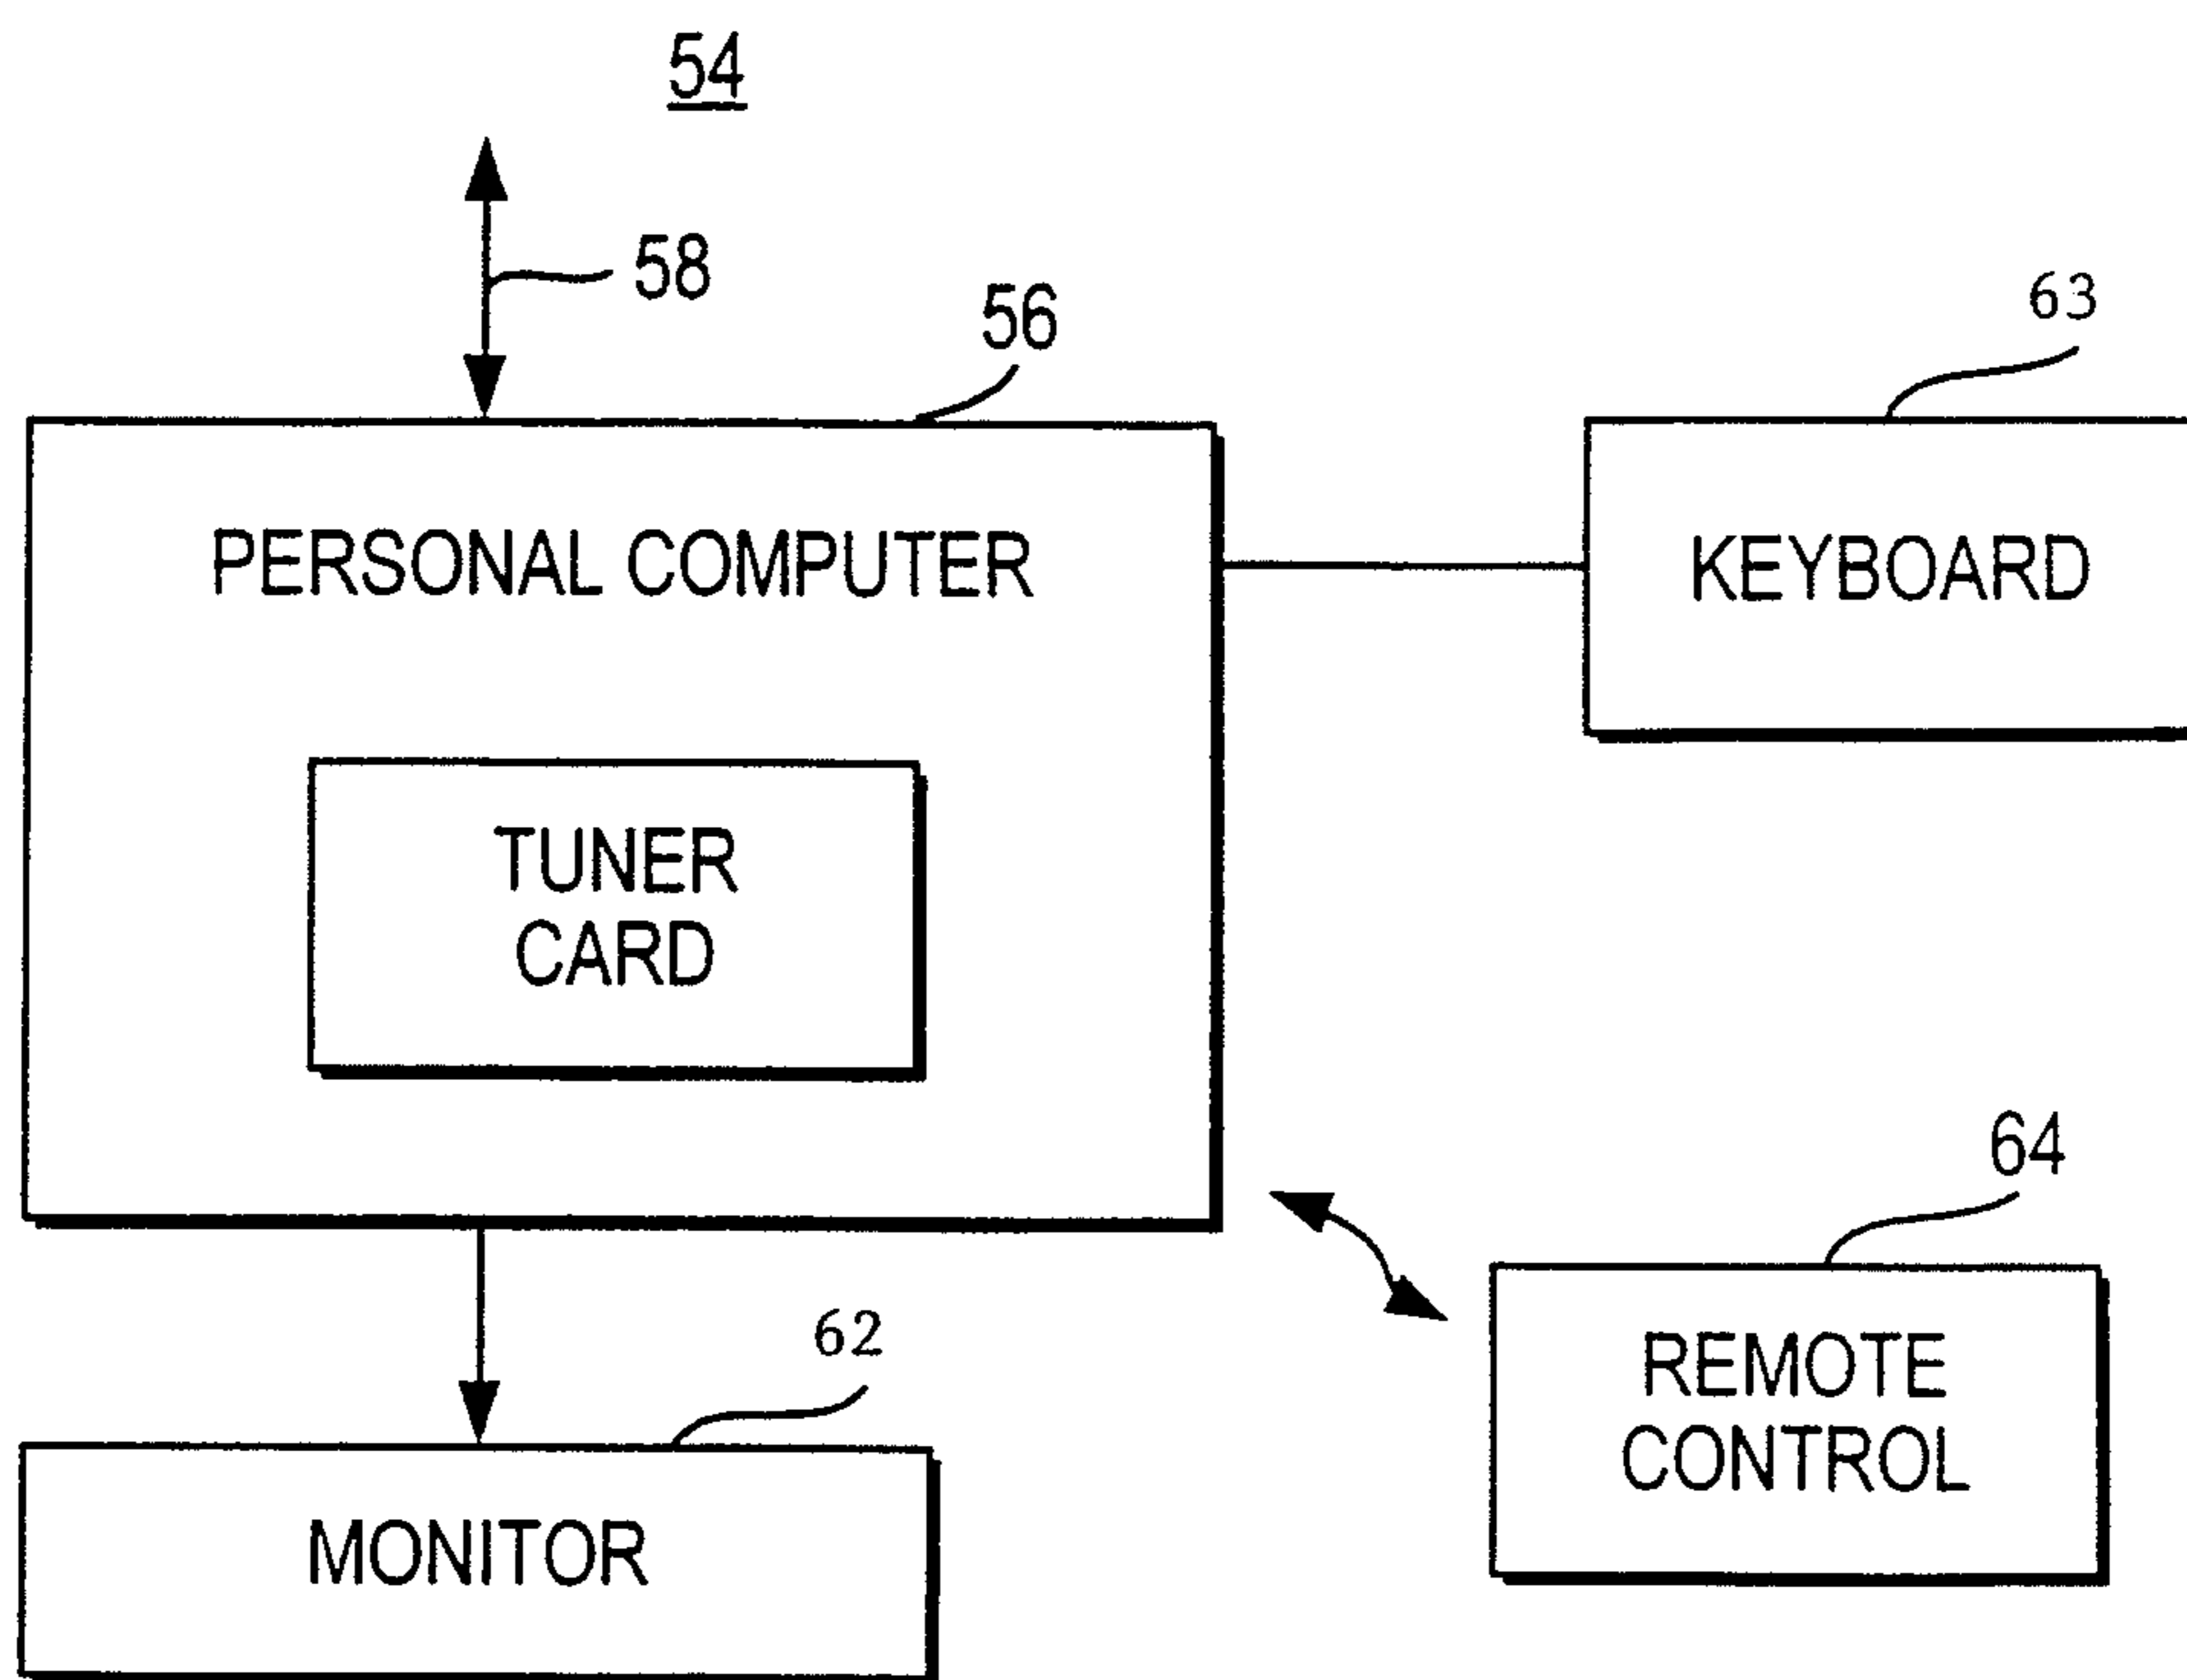 54
58
56
63
PERSONAL COMPUTER
KEYBOARD
TUNER
CARD
64
62
REMOTE
CONTROL
MONITOR